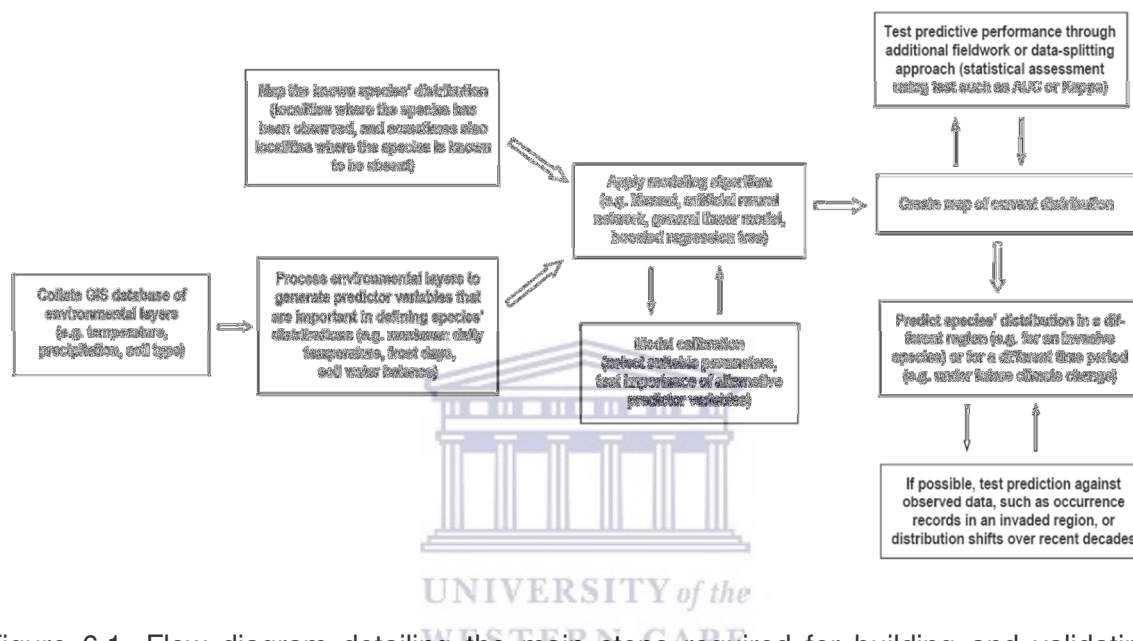 Test predictive performance through
additional fieldwork or data-splitting
approach (statistical assessment
using test such as AUC or Kappa)
Map the known species' distribution
(localities where the species has
been observed, and sometimes also
localities where the species is known
to be absent)
Apply modeling algorithm
(e.g. Maxent, artificial neural
network, general linear model,
boosted regression tree)
Create map of current distribution
Collate GIS database of
environmental layers
(e.g. temperature,
precipitation, soil type)
Process environmental layers to
generate predictor variables that
are important in defining species'
distributions (e.g. maximum daily
temperature, frost days,
soil water balance)
Model calibration
(select suitable parameters,
test importance of alternative
predictor variables)
Predict species' distribution in a dif-
ferent region (e.g. for an invasive
species) or for a different time period
(e.g. under future climate change)
If possible, test prediction against
observed data, such as occurrence
records in an invaded region, or
distribution shifts over recent decades
UNIVERSITY of the
WESTERN CAPE
Figure 6.1. Flow diagram detailing the main steps required for building and validatin